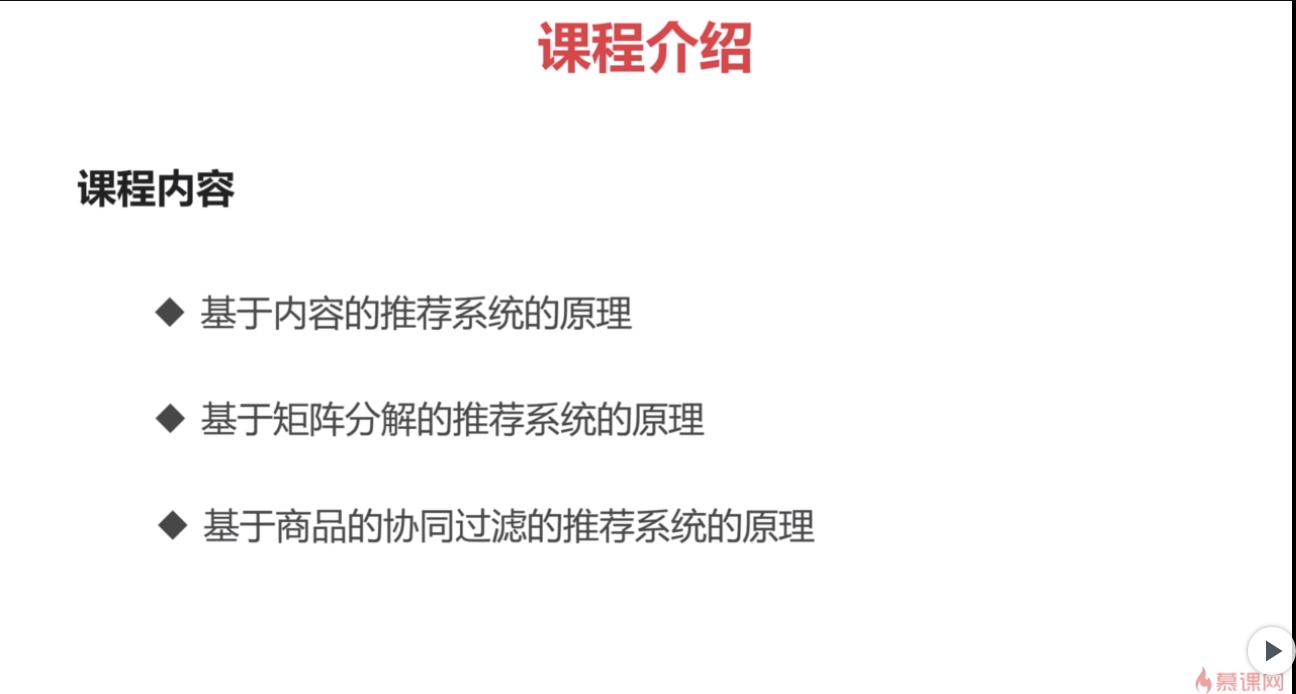 课程介绍
课程内容
◆ 基于内容的推荐系统的原理
◆ 基于矩阵分解的推荐系统的原理
◆ 基于商品的协同过滤的推荐系统的原理
慕课网